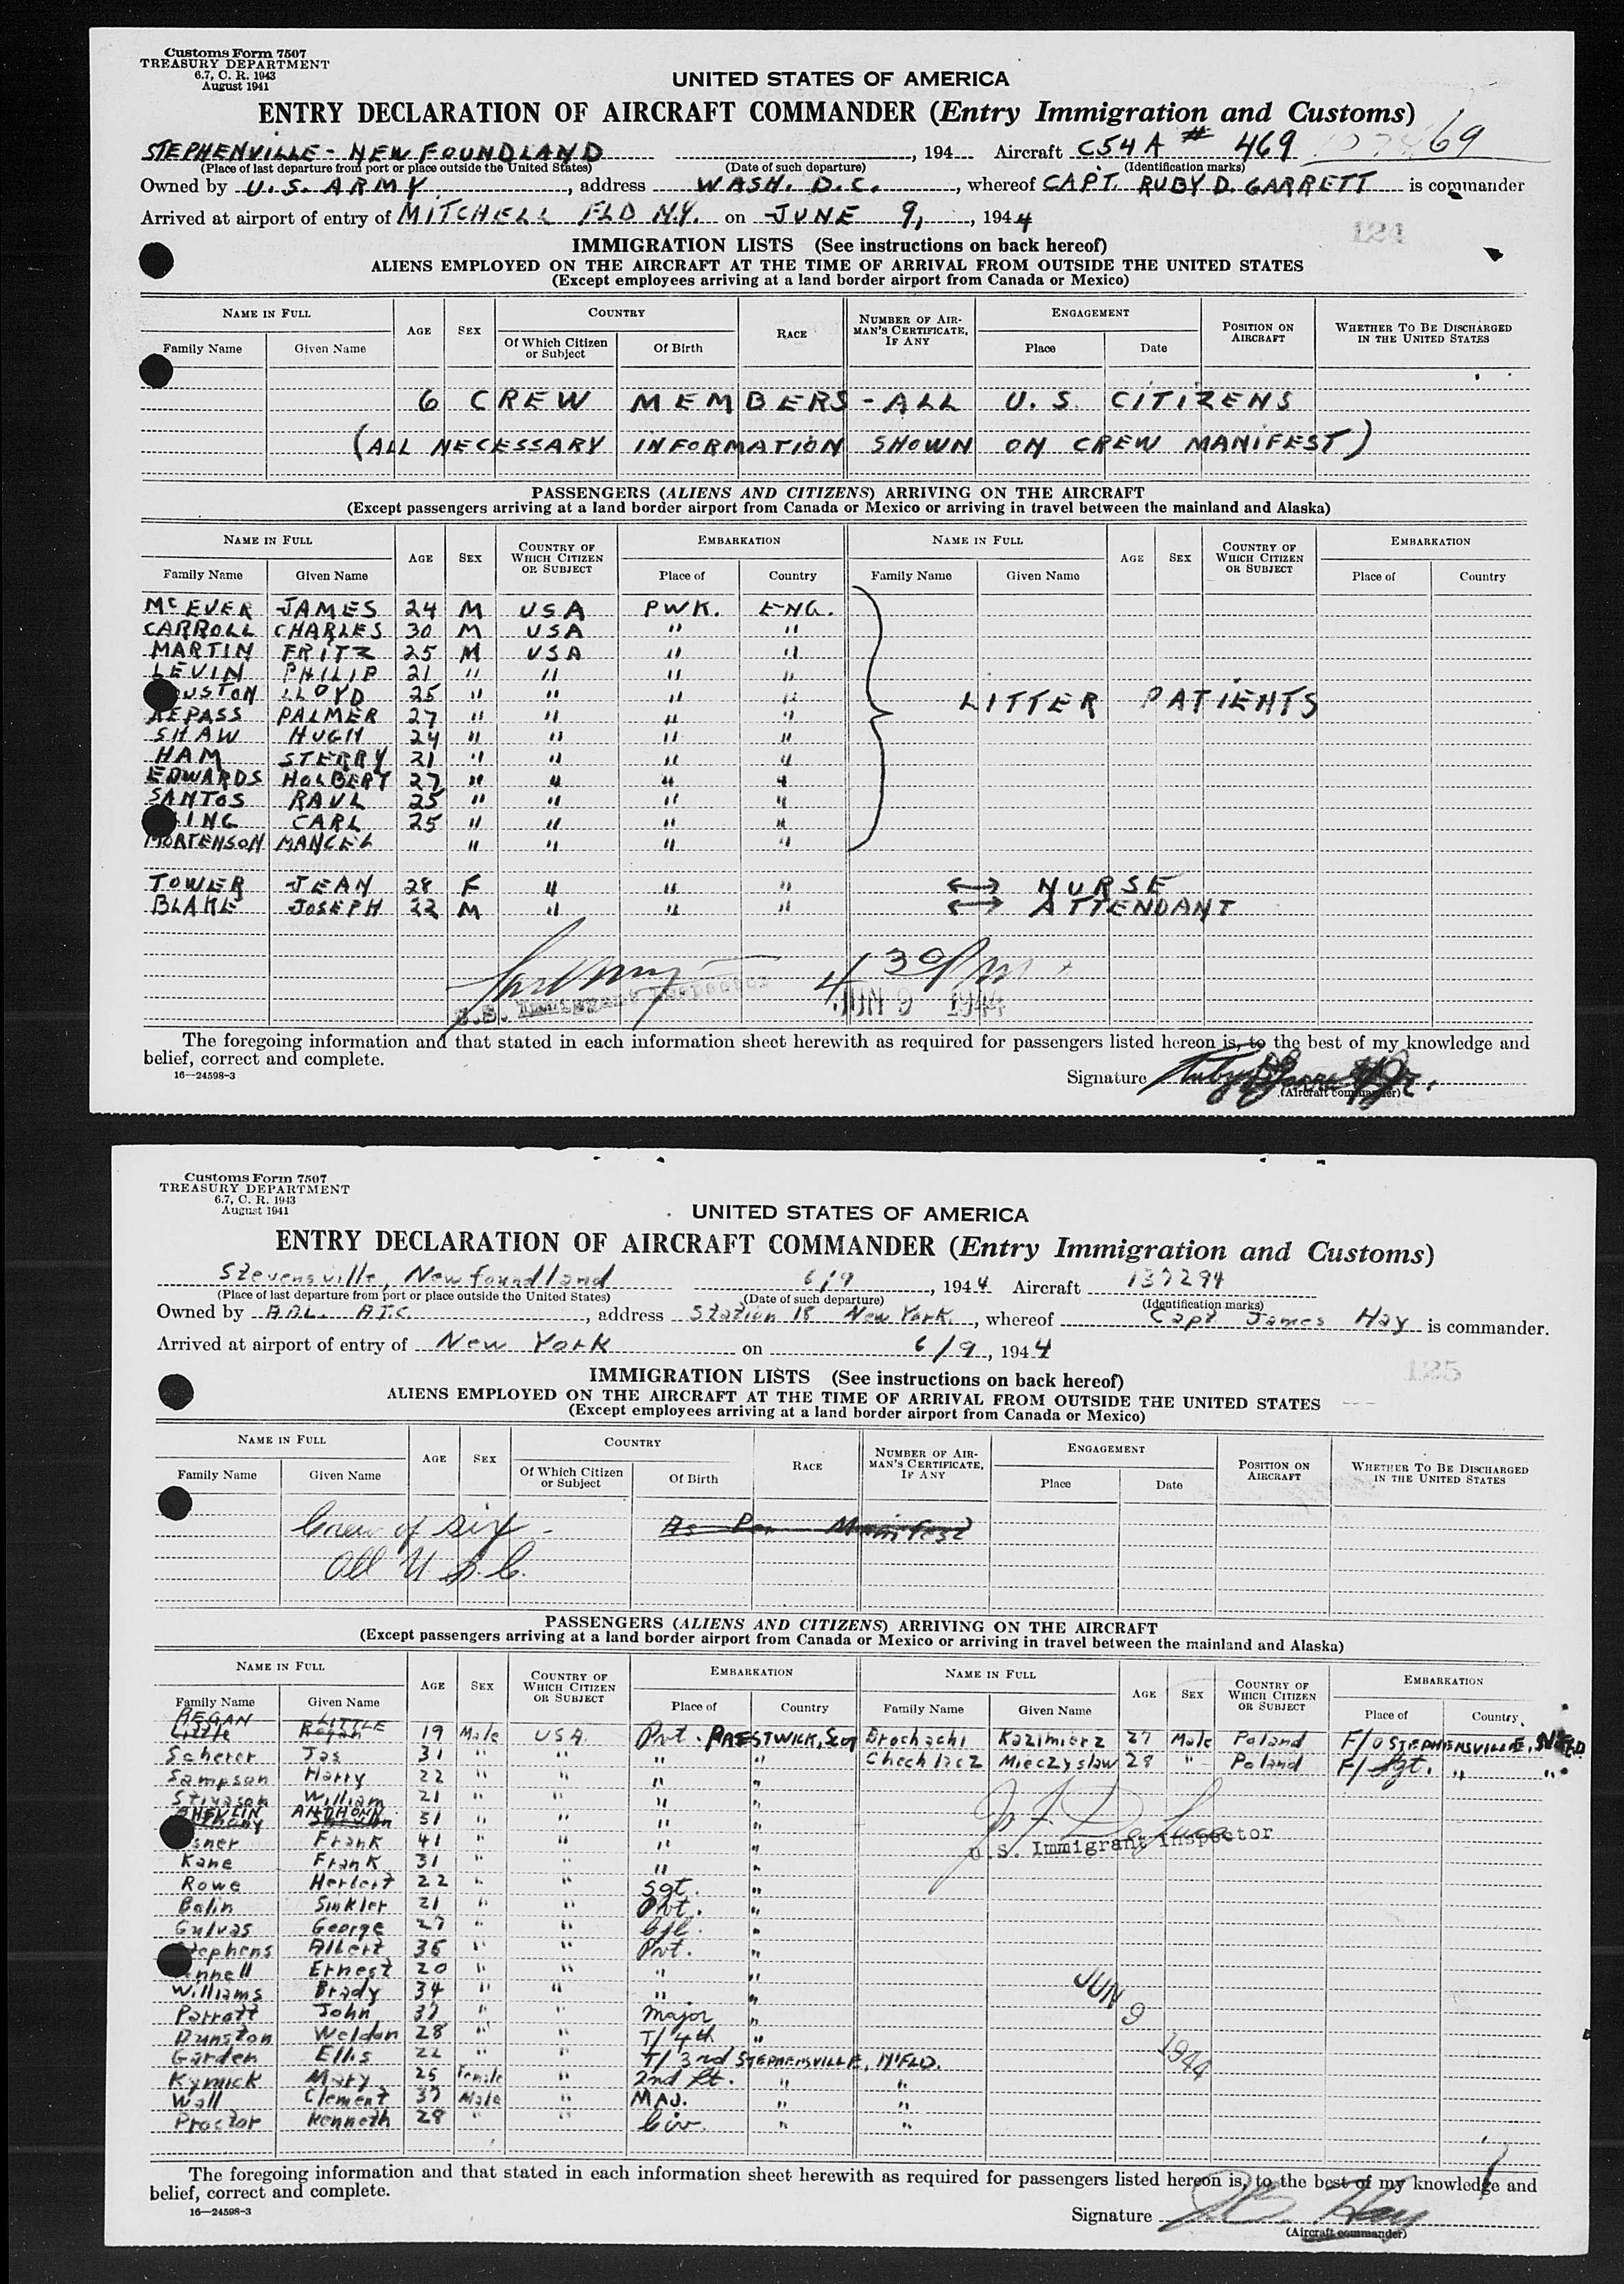 Customs Form 7507
TREASURY DEPARTMENT
6.7, C. R. 1943
August 1941
UNITED STATES OF AMERICA
ENTRY DECLARATION OF AIRCRAFT COMMANDER (Entry Immigration and Customs)
STEPHENVILLE - NEWFOUNDLAND , 194 Aircraft C54A # 469 69
(Place of last departure from port or place outside the United States) (Date of such departure) (Identification marks)
Owned by U.S. ARMY , address WASH. D.C. , whereof CAPT. RUBY D. GARRETT is commander
Arrived at airport of entry of MITCHELL FLD N.Y. on JUNE 9, , 1944
124
IMMIGRATION LISTS (See instructions on back hereof)
ALIENS EMPLOYED ON THE AIRCRAFT AT THE TIME OF ARRIVAL FROM OUTSIDE THE UNITED STATES
(Except employees arriving at a land border airport from Canada or Mexico)
NAME IN FULL AGE SEX COUNTRY RACE NUMBER OF AIRMAN'S CERTIFICATE, IF ANY ENGAGEMENT POSITION ON AIRCRAFT WHETHER TO BE DISCHARGED IN THE UNITED STATES
Family Name Given Name Of Which Citizen or Subject Of Birth Place Date
6 CREW MEMBERS - ALL U.S. CITIZENS
(ALL NECESSARY INFORMATION SHOWN ON CREW MANIFEST)
PASSENGERS (ALIENS AND CITIZENS) ARRIVING ON THE AIRCRAFT
(Except passengers arriving at a land border airport from Canada or Mexico or arriving in travel between the mainland and Alaska)
NAME IN FULL AGE SEX COUNTRY OF WHICH CITIZEN OR SUBJECT EMBARKATION NAME IN FULL AGE SEX COUNTRY OF WHICH CITIZEN OR SUBJECT EMBARKATION
Family Name Given Name Place of Country Family Name Given Name Place of Country
McEVER JAMES 24 M USA PWK. ENG.
CARROLL CHARLES 30 M USA " "
MARTIN FRITZ 25 M USA " "
LEVIN PHILIP 21 " " " "
OUSTON LLOYD 25 " " " " LITTER PATIENTS
REPASS PALMER 27 " " " "
SHAW HUGH 24 " " " "
HAM STERRY 21 " " " "
EDWARDS HOLBERT 27 " " " "
SANTOS RAUL 25 " " " "
ING CARL 25 " " " "
MORTENSON MANCEL " " " "
TOWER JEAN 28 F " " " ↔ NURSE
BLAKE JOSEPH 22 M " " " ↔ ATTENDANT
4 30 Pm
U.S. Immigrant Inspector JUN 9 1944
The foregoing information and that stated in each information sheet herewith as required for passengers listed hereon is, to the best of my knowledge and
belief, correct and complete.
16—24598-3
Signature
(Aircraft commander)
Customs Form 7507
TREASURY DEPARTMENT
6.7, C. R. 1943
August 1941
UNITED STATES OF AMERICA
ENTRY DECLARATION OF AIRCRAFT COMMANDER (Entry Immigration and Customs)
Stevensville, Newfoundland 6/9 , 1944 Aircraft 137294
(Place of last departure from port or place outside the United States) (Date of such departure) (Identification marks)
Owned by A.A.L. A.T.C. , address Station 18 New York , whereof Capt James Hay is commander.
Arrived at airport of entry of New York on 6/9 , 1944
125
IMMIGRATION LISTS (See instructions on back hereof)
ALIENS EMPLOYED ON THE AIRCRAFT AT THE TIME OF ARRIVAL FROM OUTSIDE THE UNITED STATES
(Except employees arriving at a land border airport from Canada or Mexico)
NAME IN FULL AGE SEX COUNTRY RACE NUMBER OF AIRMAN'S CERTIFICATE, IF ANY ENGAGEMENT POSITION ON AIRCRAFT WHETHER TO BE DISCHARGED IN THE UNITED STATES
Family Name Given Name Of Which Citizen or Subject Of Birth Place Date
Crew of six - As Per Manifest
All U.S.C.
PASSENGERS (ALIENS AND CITIZENS) ARRIVING ON THE AIRCRAFT
(Except passengers arriving at a land border airport from Canada or Mexico or arriving in travel between the mainland and Alaska)
NAME IN FULL AGE SEX COUNTRY OF WHICH CITIZEN OR SUBJECT EMBARKATION NAME IN FULL AGE SEX COUNTRY OF WHICH CITIZEN OR SUBJECT EMBARKATION
Family Name Given Name Place of Country Family Name Given Name Place of Country
REGAN LITTLE
Little Regan 19 Male USA Pvt. PRESTWICK, Scot Brochachi Kazimierz 27 Male Poland F/O STEPHENSVILLE, NFLD
Scherer Jas 31 " " " " Chechlacz Mieczyslaw 28 " Poland F/Sgt. " "
Sampson Harry 22 " " " "
Stivason William 21 " " " "
SHEVLIN ANTHONY
Anthony 51 " " "
sner Frank 41 " " " " U.S. Immigrant Inspector
Kane Frank 31 " " " "
Rowe Herbert 22 " " Sgt. "
Bolin Sinkler 21 " " Pvt. "
Gulvas George 27 " " Cpl. "
tephens Albert 36 " " Pvt.
nnell Ernest 20 " " "
Williams Brady 34 " " " "
Parrott John 37 " " Major "
Dunston Weldon 28 " " T/4th "
Garden Ellis 22 " " T/3rd STEPHENSVILLE, N'FLD.
Kymick Mary 25 Female " 2nd Lt. " "
Wall Clement 37 Male " MAJ. " "
Proctor Kenneth 28 " " Civ. " "
JUN 9 1944
The foregoing information and that stated in each information sheet herewith as required for passengers listed hereon is, to the best of my knowledge and
belief, correct and complete.
16—24598-3
Signature Hay
(Aircraft commander)